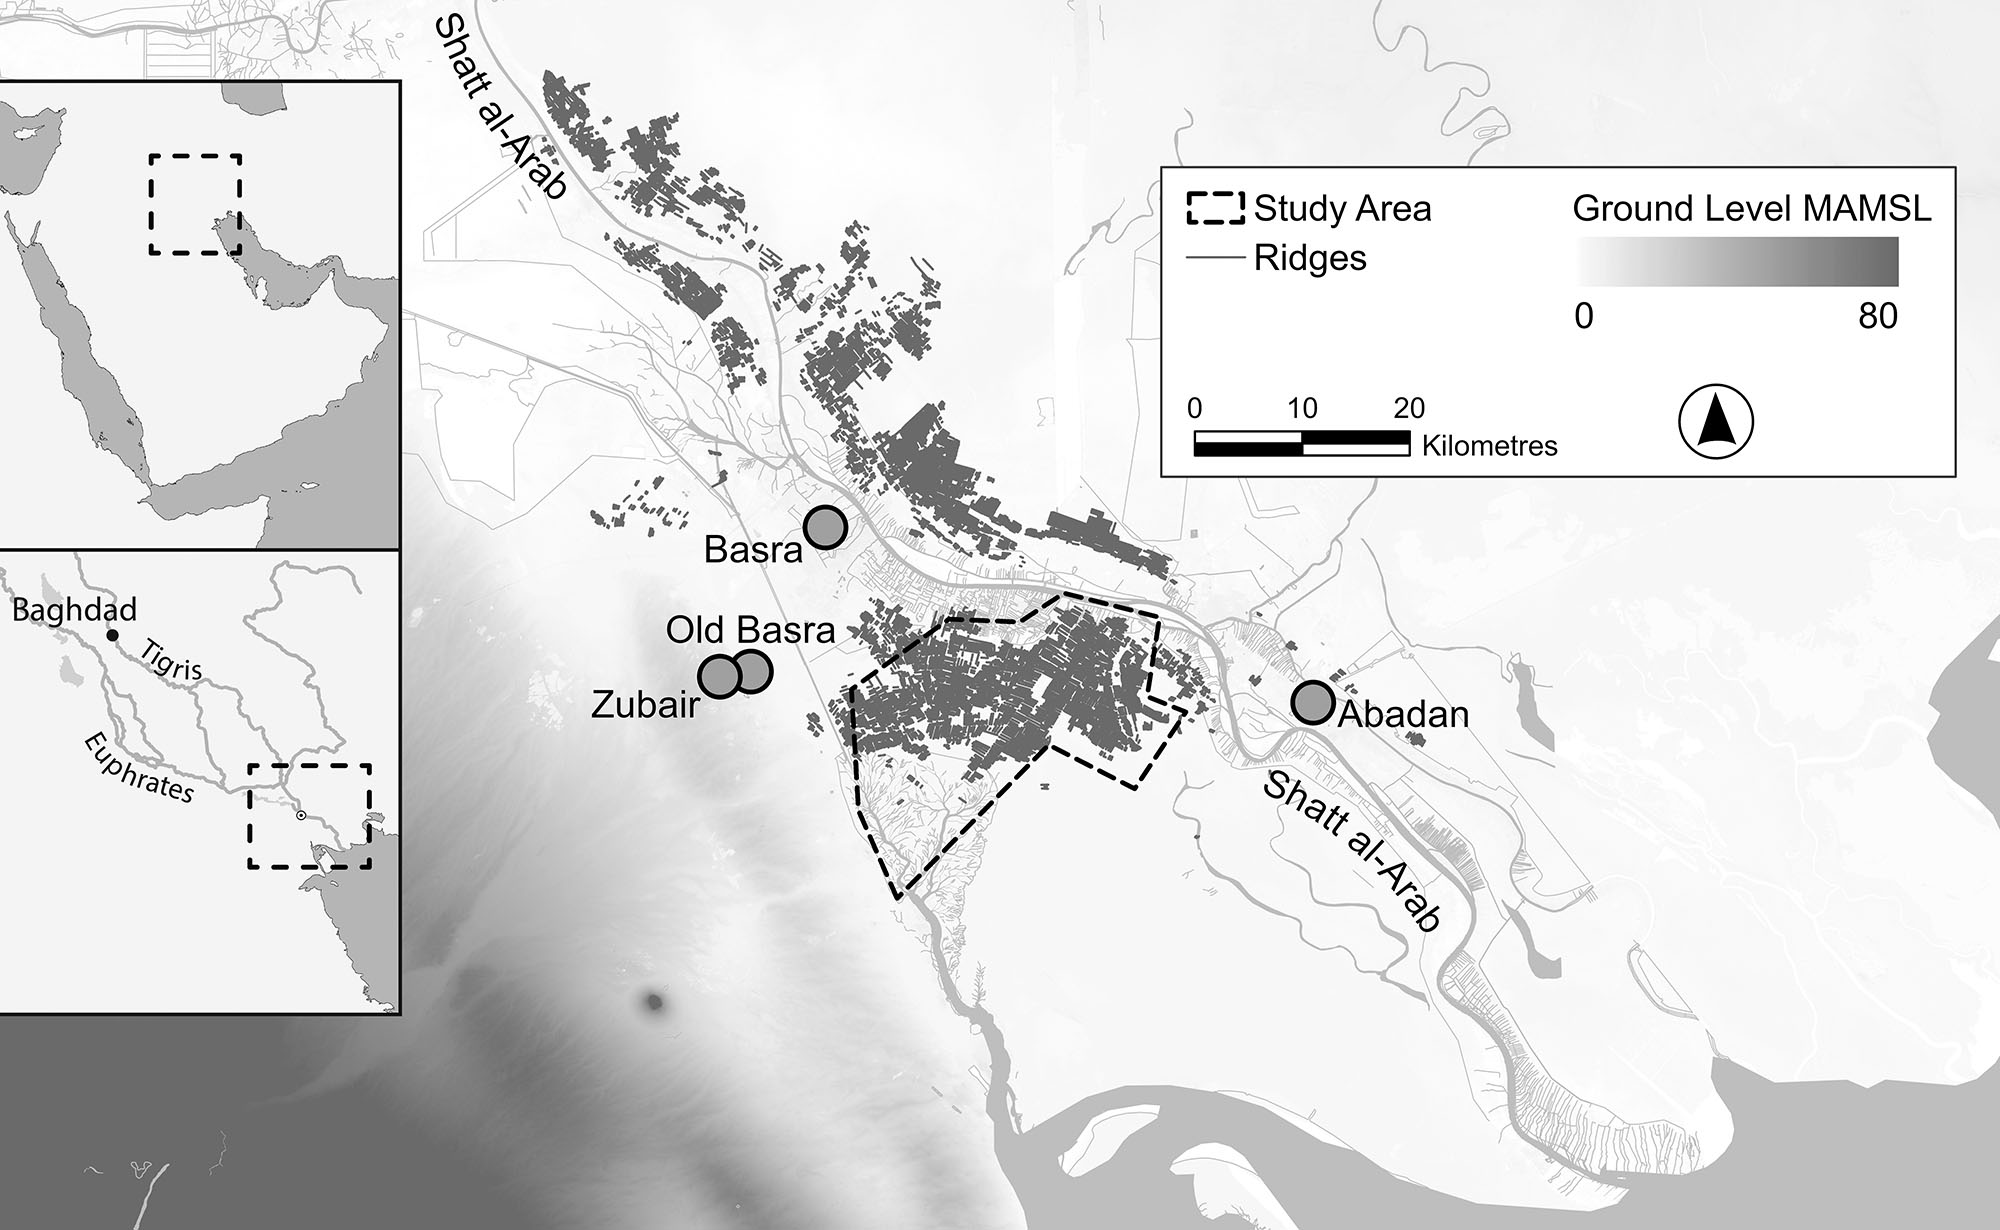 Shatt al-Arab
Study Area
Ridges
Ground Level MAMSL
0
80
0
10
20
Kilometres
Basra
Old Basra
Zubair
Abadan
Shatt al-Arab
Baghdad
Tigris
Euphrates